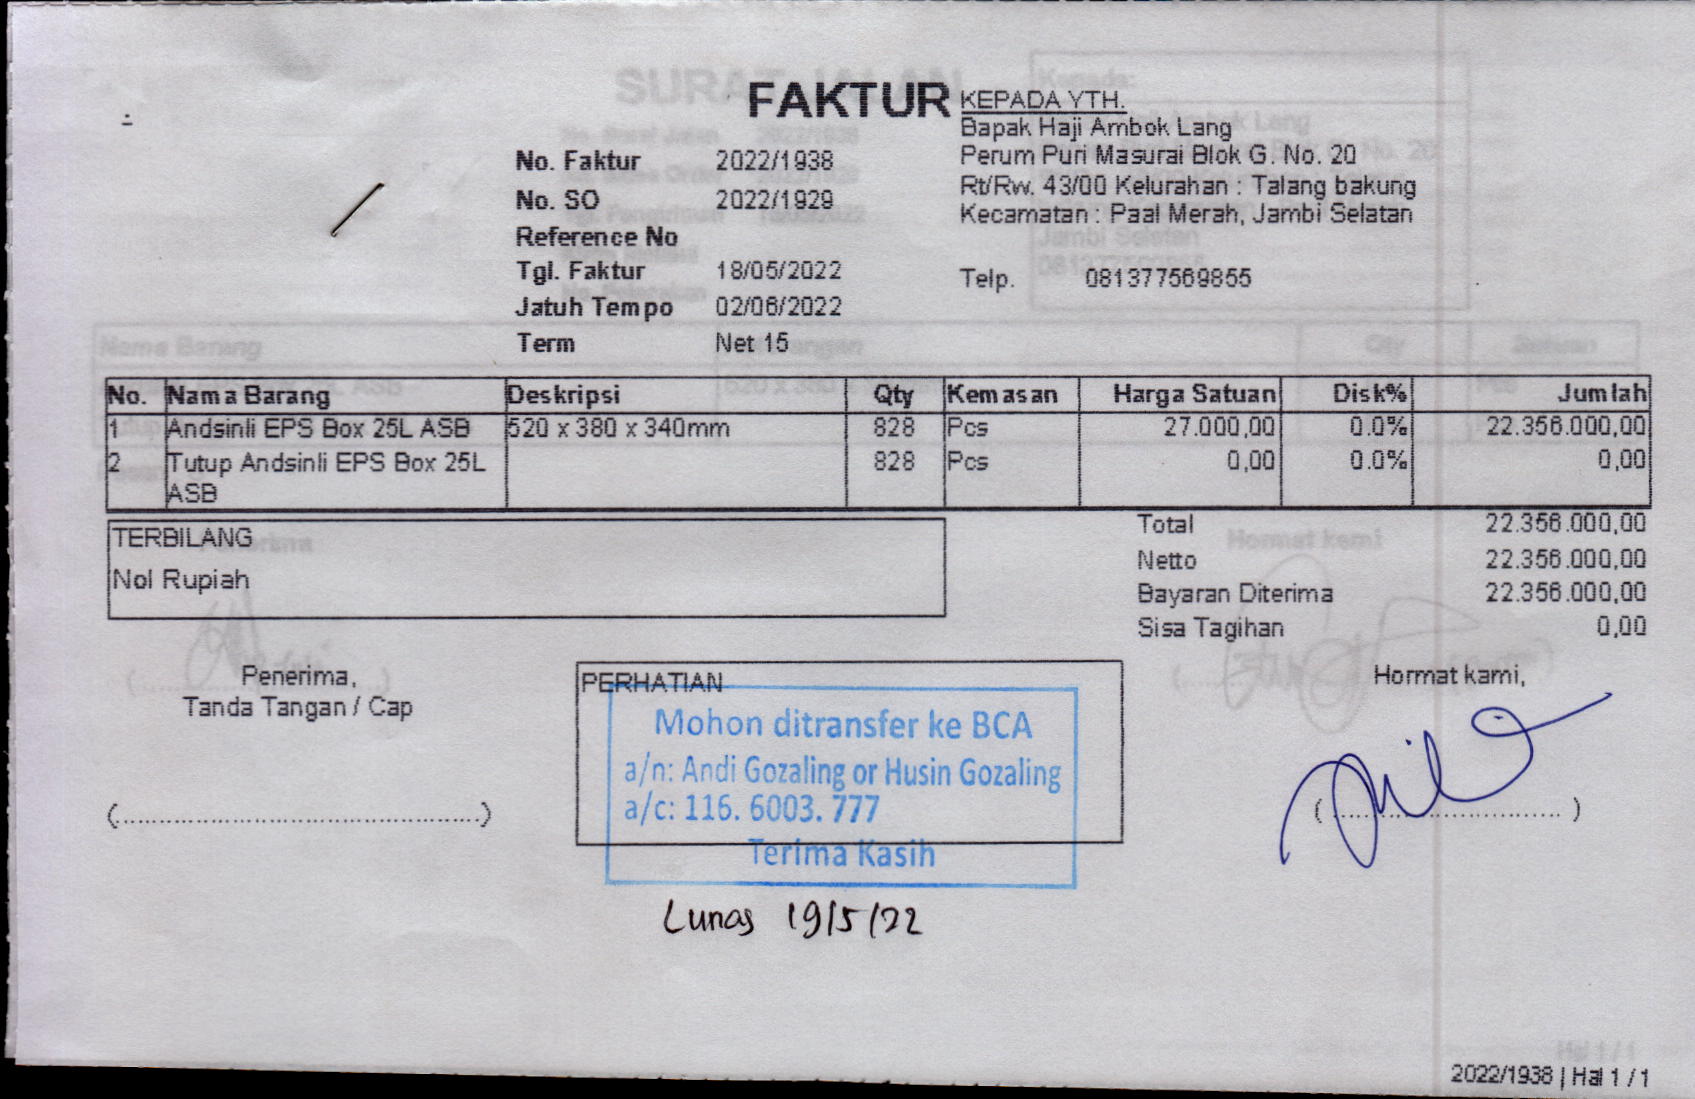 FAKTUR
No. Faktur 2022/1938
No. SO 2022/1929
Reference No
Tgl. Faktur 18/05/2022
Jatuh Tempo 02/06/2022
Term Net 15
KEPADA YTH.
Bapak Haji Ambok Lang
Perum Puri Masurai Blok G. No. 20
Rt/Rw. 43/00 Kelurahan : Talang bakung
Kecamatan : Paal Merah, Jambi Selatan
Telp. 081377569855
No. Nama Barang Deskripsi Qty Kemasan Harga Satuan Disk% Jumlah
1 Andsinli EPS Box 25L ASB 520 x 380 x 340mm 828 Pcs 27.000,00 0.0% 22.356.000,00
2 Tutup Andsinli EPS Box 25L 828 Pcs 0,00 0.0% 0,00
ASB
TERBILANG
Nol Rupiah
Total 22.356.000,00
Netto 22.356.000,00
Bayaran Diterima 22.356.000,00
Sisa Tagihan 0,00
Penerima,
Tanda Tangan / Cap
(................................................)
PERHATIAN
Mohon ditransfer ke BCA
a/n: Andi Gozaling or Husin Gozaling
a/c: 116. 6003. 777
Terima Kasih
Hormat kami,
(................................)
Lunas 19/5/22
2022/1938 | Hal 1 / 1